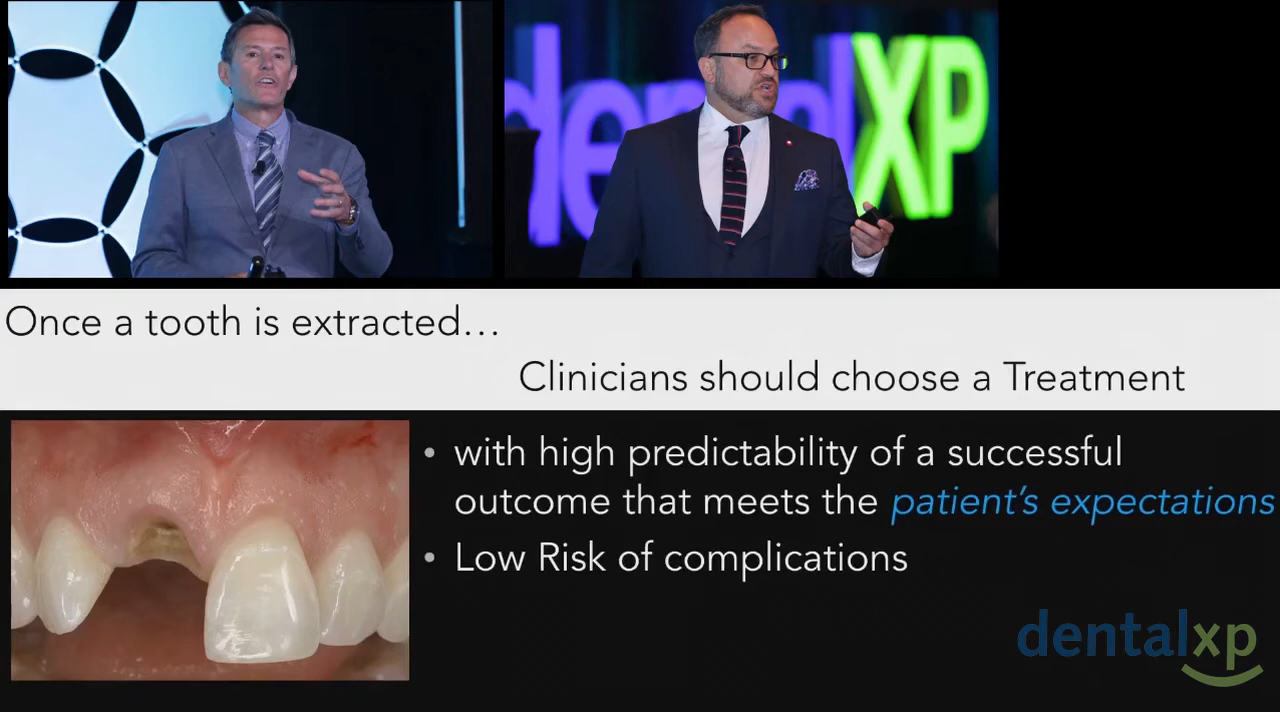 dentalXP
Once a tooth is extracted…
Clinicians should choose a Treatment
• with high predictability of a successful
outcome that meets the patient's expectations
• Low Risk of complications
dentalxp